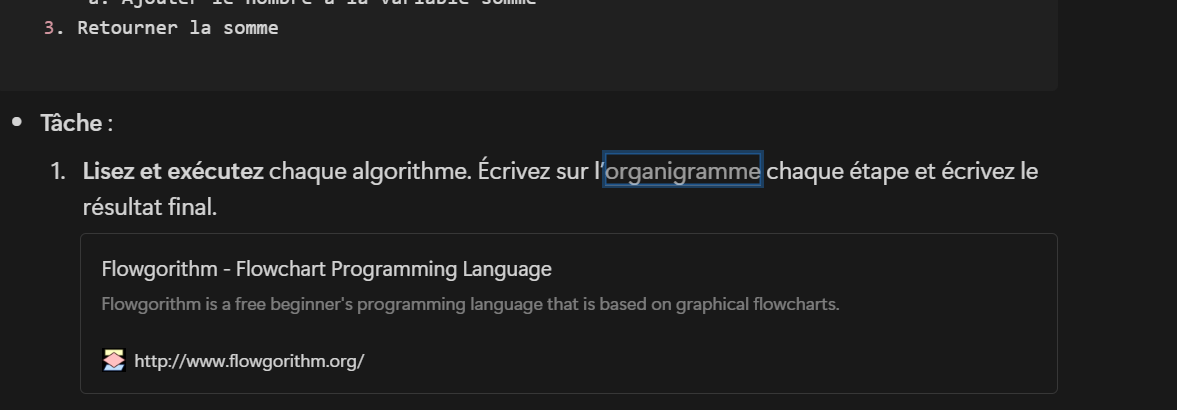 a. Ajouter le nombre à la variable somme
3. Retourner la somme
• Tâche :
1. Lisez et exécutez chaque algorithme. Écrivez sur l'organigramme chaque étape et écrivez le
résultat final.
Flowgorithm - Flowchart Programming Language
Flowgorithm is a free beginner's programming language that is based on graphical flowcharts.
http://www.flowgorithm.org/